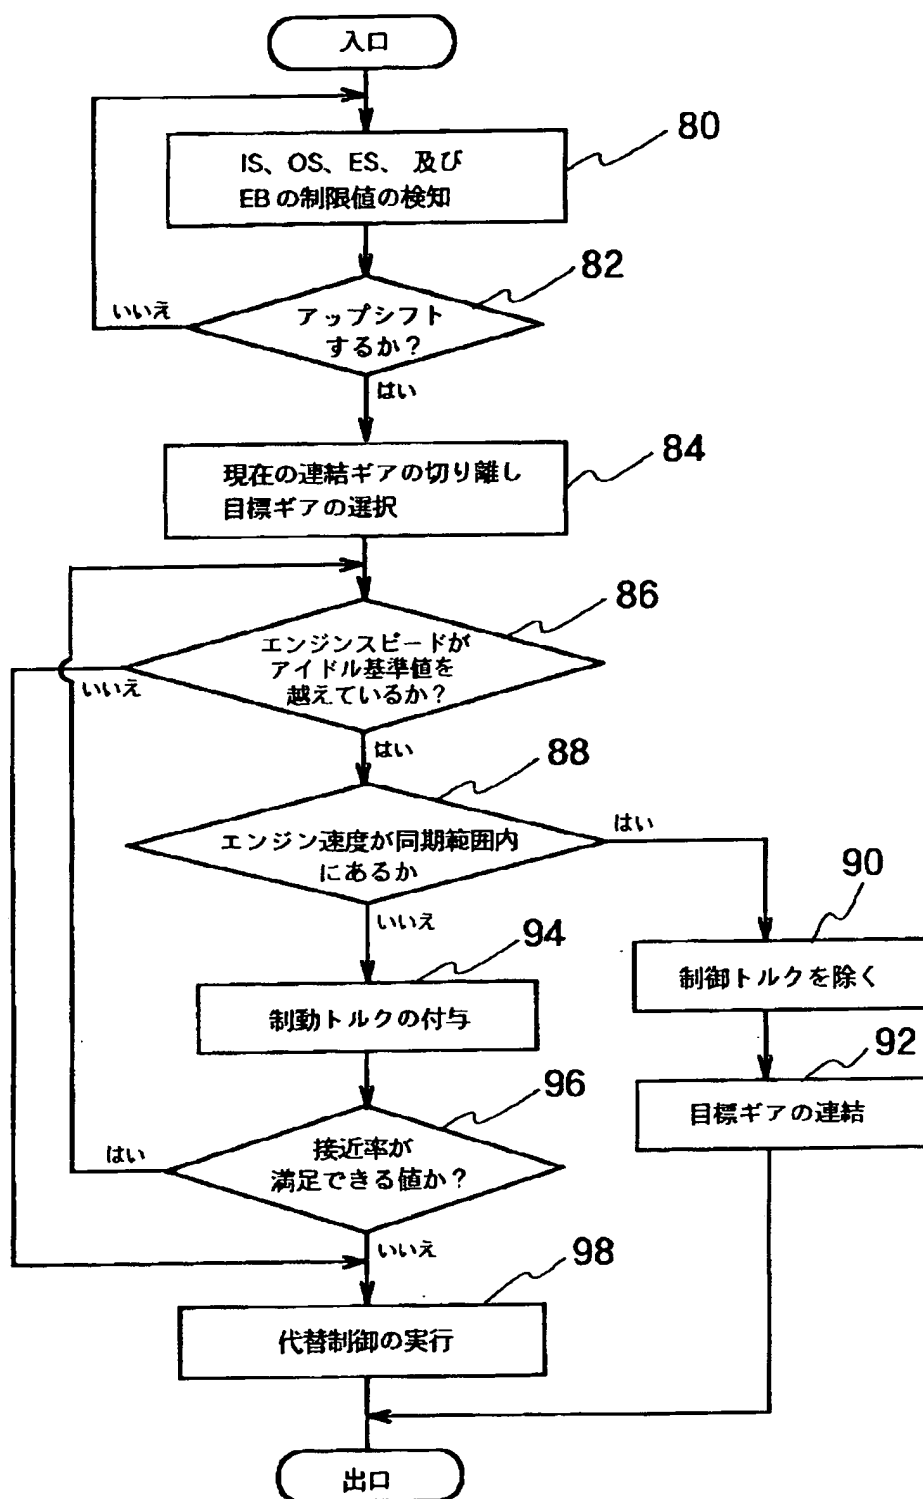 入口
80
IS、OS、ES、及び
EBの制限値の検知
82
いいえ
アップシフト
するか？
はい
84
現在の連結ギアの切り離し
目標ギアの選択
86
エンジンスピードが
アイドル基準値を
越えているか？
いいえ
はい
88
エンジン速度が同期範囲内
にあるか
はい
いいえ
90
制御トルクを除く
94
制動トルクの付与
92
目標ギアの連結
96
接近率が
満足できる値か？
はい
いいえ
98
代替制御の実行
出口